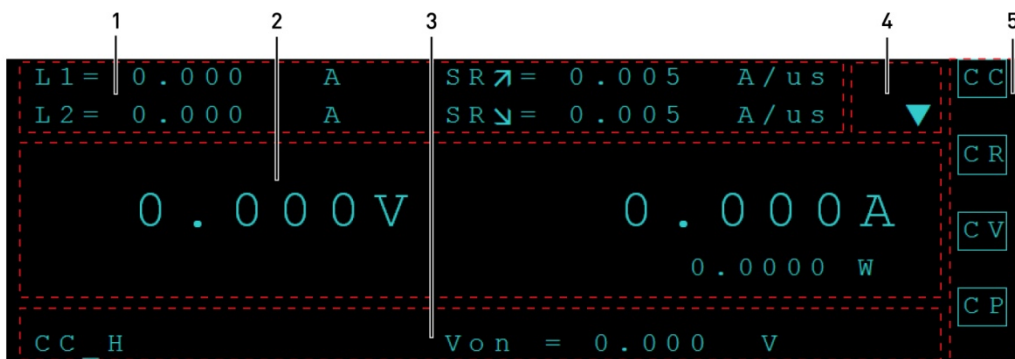 1 2 3 4 5
L1= 0.000 A SR↗= 0.005 A/us
L2= 0.000 A SR↘= 0.005 A/us
▼
CC
CR
0.000V 0.000A
CV
0.0000 W
CP
CC_H Von = 0.000 V